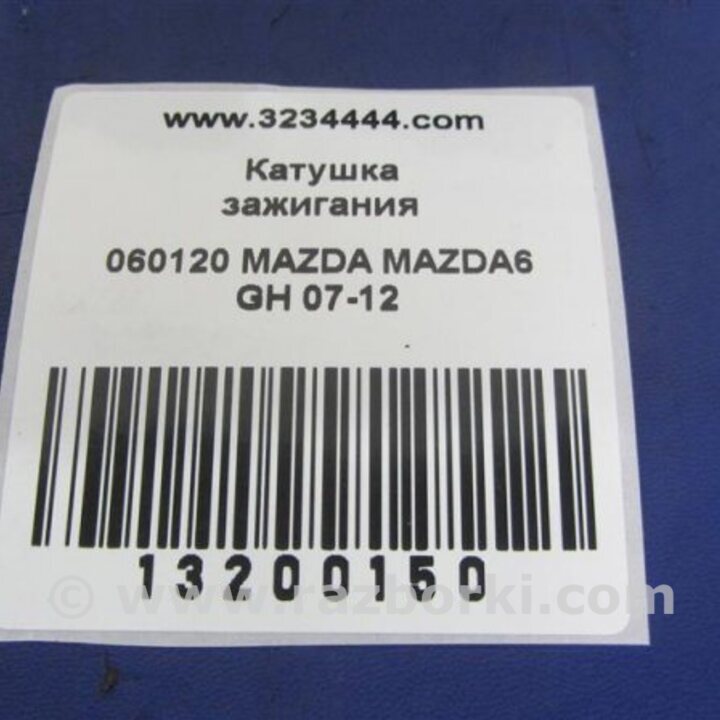 www.3234444.com
Катушка
зажигания
060120 MAZDA MAZDA6
GH 07-12
13200150
© www.razborki.com